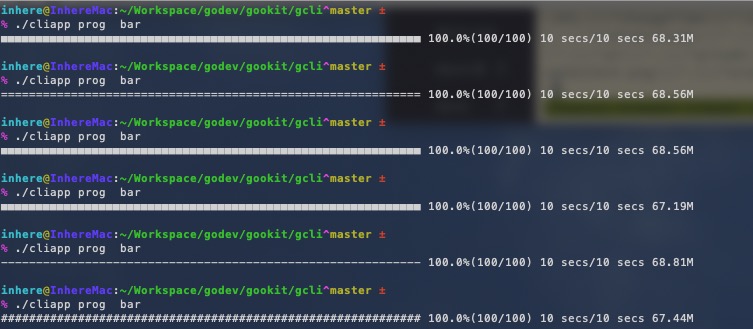 inhere@InhereMac:~/Workspace/godev/gookit/gcli^master ±
% ./cliapp prog  bar
■■■■■■■■■■■■■■■■■■■■■■■■■■■■■■■■■■■■■■■■■■■■■■■■■■■■■■■■■■■■ 100.0%(100/100) 10 secs/10 secs 68.31M
inhere@InhereMac:~/Workspace/godev/gookit/gcli^master ±
% ./cliapp prog  bar
============================================================ 100.0%(100/100) 10 secs/10 secs 68.56M
inhere@InhereMac:~/Workspace/godev/gookit/gcli^master ±
% ./cliapp prog  bar
■■■■■■■■■■■■■■■■■■■■■■■■■■■■■■■■■■■■■■■■■■■■■■■■■■■■■■■■■■■■ 100.0%(100/100) 10 secs/10 secs 68.56M
inhere@InhereMac:~/Workspace/godev/gookit/gcli^master ±
% ./cliapp prog  bar
■■■■■■■■■■■■■■■■■■■■■■■■■■■■■■■■■■■■■■■■■■■■■■■■■■■■■■■■■■■■ 100.0%(100/100) 10 secs/10 secs 67.19M
inhere@InhereMac:~/Workspace/godev/gookit/gcli^master ±
% ./cliapp prog  bar
------------------------------------------------------------ 100.0%(100/100) 10 secs/10 secs 68.81M
inhere@InhereMac:~/Workspace/godev/gookit/gcli^master ±
% ./cliapp prog  bar
############################################################ 100.0%(100/100) 10 secs/10 secs 67.44M